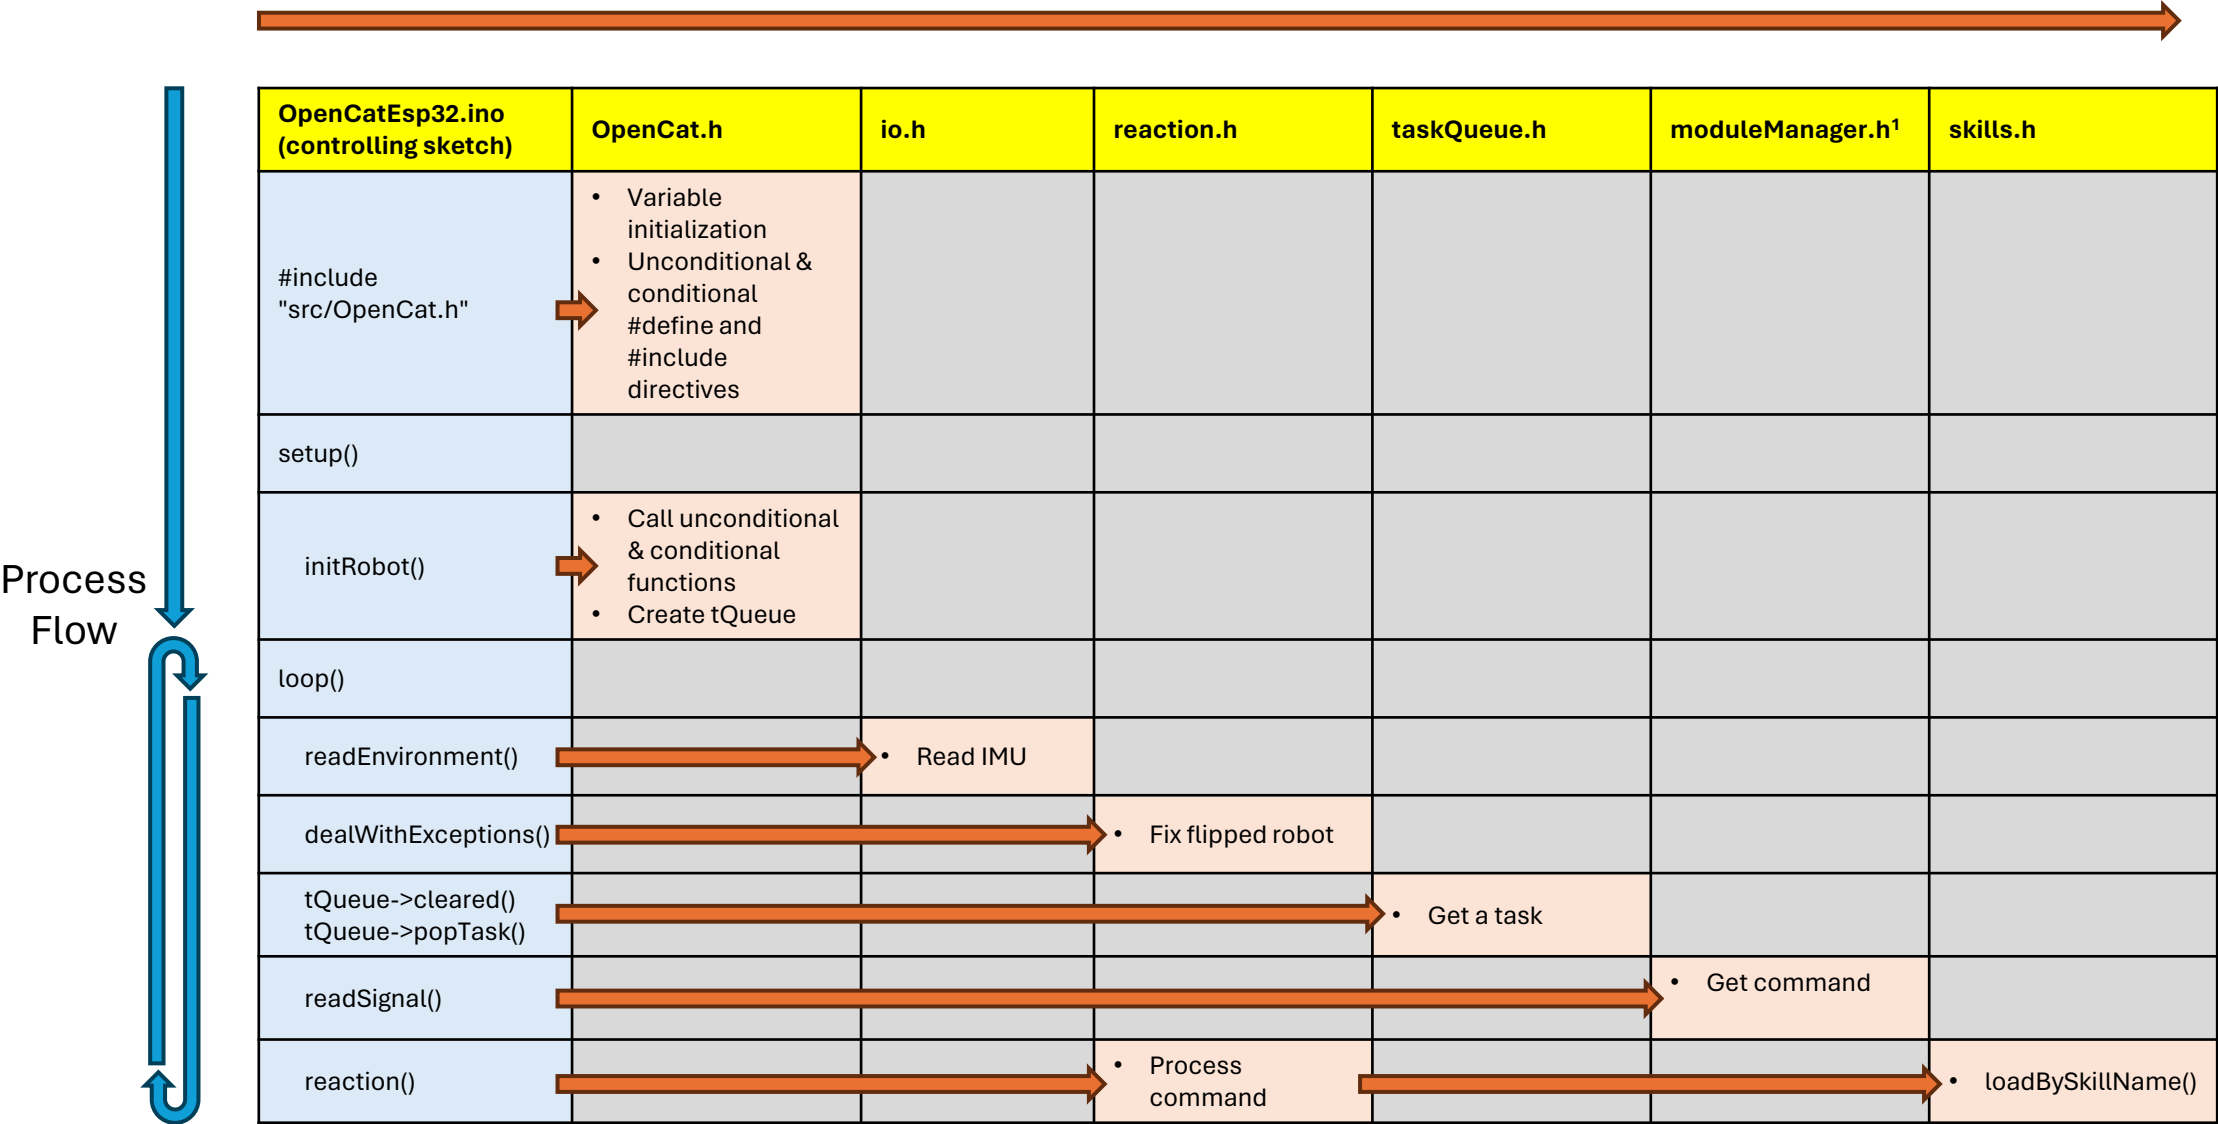 OpenCatEsp32.ino
(controlling sketch)
OpenCat.h
io.h
reaction.h
taskQueue.h
moduleManager.h¹
skills.h
#include
"src/OpenCat.h"
• Variable
initialization
• Unconditional &
conditional
#define and
#include
directives
setup()
Process
Flow
initRobot()
• Call unconditional
& conditional
functions
• Create tQueue
loop()
readEnvironment()
• Read IMU
dealWithExceptions()
• Fix flipped robot
tQueue->cleared()
tQueue->popTask()
• Get a task
readSignal()
• Get command
reaction()
• Process
command
• loadBySkillName()